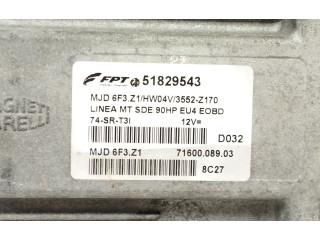 FPT 51829543
MJD 6F3.Z1/HW04V/3552-Z170
LINEA MT SDE 90HP EU4 EOBD
74-SR-T3I 12V=
D032
MJD 6F3.Z1 71600.089.03
8C27